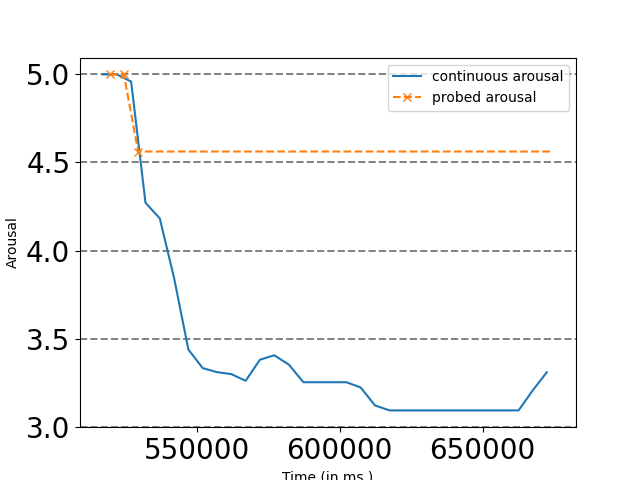 continuous arousal
probed arousal
5.0
4.5
4.0
3.5
3.0
Arousal
550000 600000 650000
Time (in ms.)